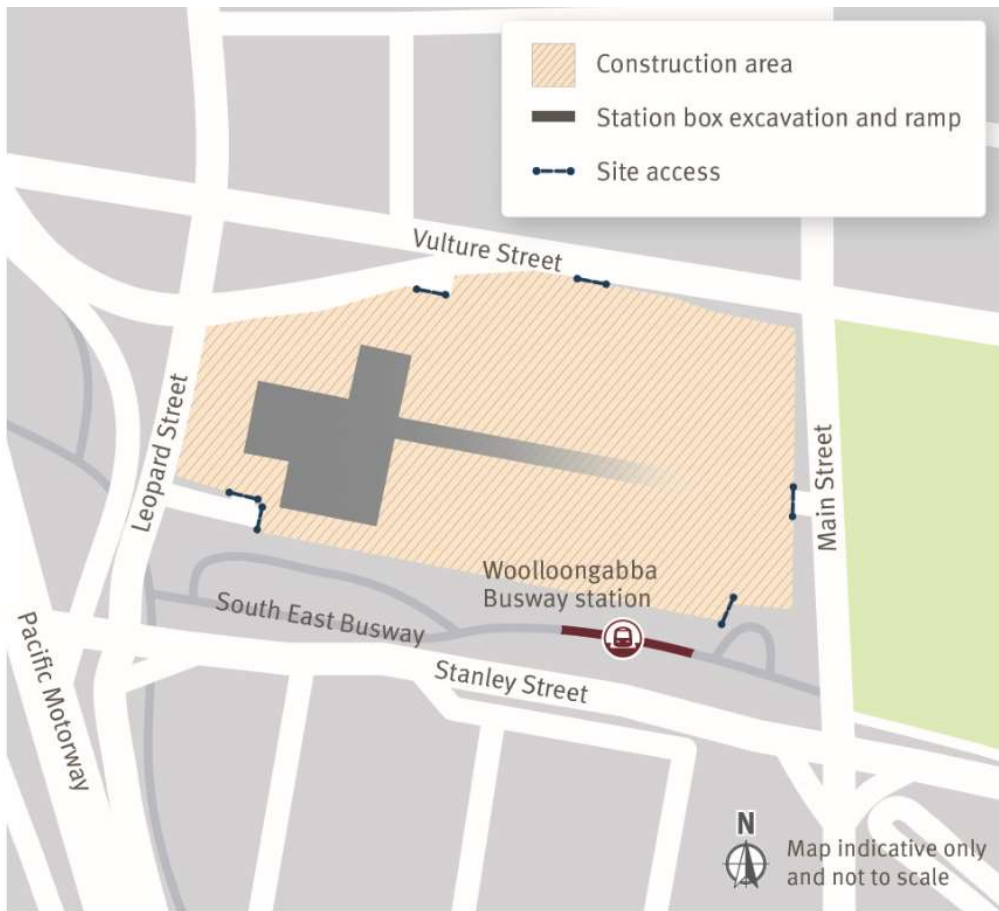 Construction area
Station box excavation and ramp
Site access
Vulture Street
Leopard Street
Main Street
Woolloongabba
Busway station
South East Busway
Stanley Street
Pacific Motorway
N
Map indicative only
and not to scale